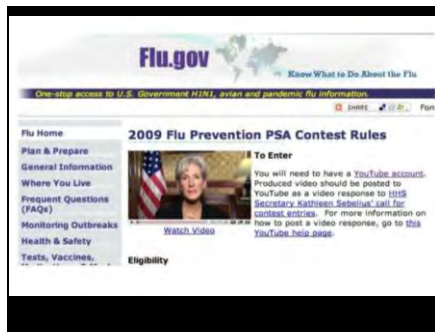 Flu.gov
Know What to Do About the Flu
One-stop access to U.S. Government H1N1, avian and pandemic flu information.
SHARE
Fon
Flu Home
Plan & Prepare
General Information
Where You Live
Frequent Questions
(FAQs)
Monitoring Outbreaks
Health & Safety
Tests, Vaccines,
2009 Flu Prevention PSA Contest Rules
Watch Video
To Enter
You will need to have a YouTube account.
Produced video should be posted to
YouTube as a video response to HHS
Secretary Kathleen Sebelius' call for
contest entries. For more information on
how to post a video response, go to this
YouTube help page.
Eligibility